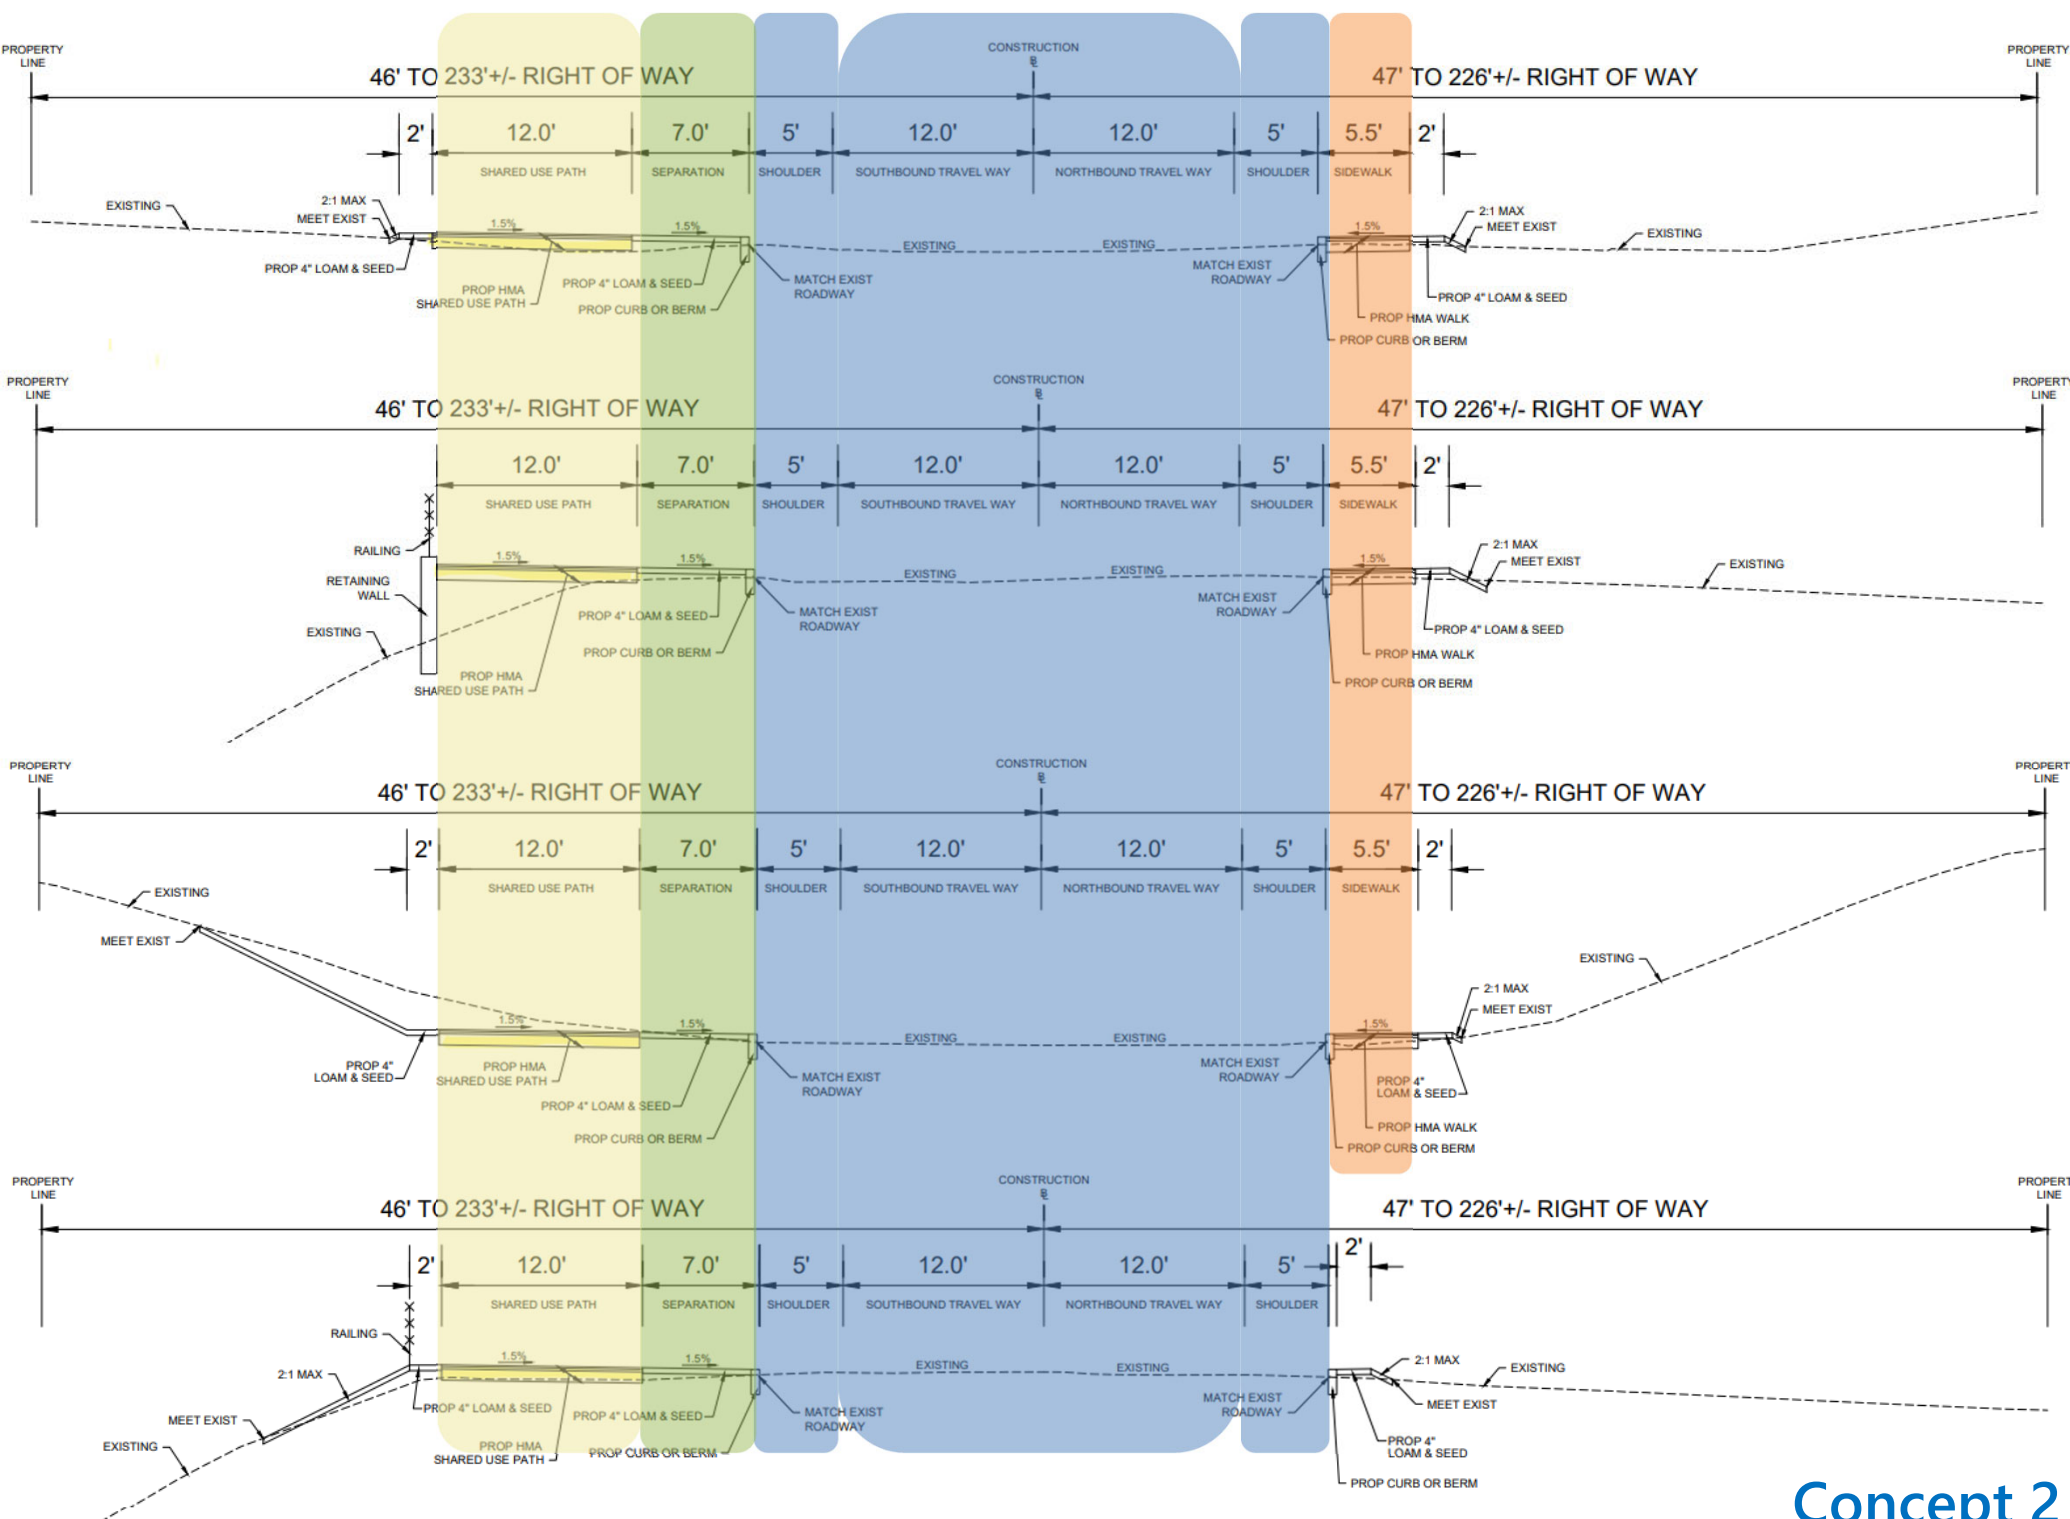 CONSTRUCTION
℄
PROPERTY
LINE
PROPERTY
LINE
46' TO 233'+/- RIGHT OF WAY
47' TO 226'+/- RIGHT OF WAY
2'
12.0'
7.0'
5'
12.0'
12.0'
5'
5.5'
2'
SHARED USE PATH
SEPARATION
SHOULDER
SOUTHBOUND TRAVEL WAY
NORTHBOUND TRAVEL WAY
SHOULDER
SIDEWALK
EXISTING
2:1 MAX
MEET EXIST
1.5%
1.5%
EXISTING
EXISTING
1.5%
2:1 MAX
MEET EXIST
EXISTING
PROP 4" LOAM & SEED
PROP HMA
SHARED USE PATH
PROP 4" LOAM & SEED
PROP CURB OR BERM
MATCH EXIST
ROADWAY
MATCH EXIST
ROADWAY
PROP 4" LOAM & SEED
PROP HMA WALK
PROP CURB OR BERM
CONSTRUCTION
℄
PROPERTY
LINE
PROPERTY
LINE
46' TO 233'+/- RIGHT OF WAY
47' TO 226'+/- RIGHT OF WAY
12.0'
7.0'
5'
12.0'
12.0'
5'
5.5'
2'
SHARED USE PATH
SEPARATION
SHOULDER
SOUTHBOUND TRAVEL WAY
NORTHBOUND TRAVEL WAY
SHOULDER
SIDEWALK
RAILING
RETAINING
WALL
EXISTING
1.5%
1.5%
EXISTING
EXISTING
1.5%
2:1 MAX
MEET EXIST
EXISTING
PROP 4" LOAM & SEED
PROP CURB OR BERM
PROP HMA
SHARED USE PATH
MATCH EXIST
ROADWAY
MATCH EXIST
ROADWAY
PROP 4" LOAM & SEED
PROP HMA WALK
PROP CURB OR BERM
CONSTRUCTION
℄
PROPERTY
LINE
PROPERT
LINE
46' TO 233'+/- RIGHT OF WAY
47' TO 226'+/- RIGHT OF WAY
2'
12.0'
7.0'
5'
12.0'
12.0'
5'
5.5'
2'
SHARED USE PATH
SEPARATION
SHOULDER
SOUTHBOUND TRAVEL WAY
NORTHBOUND TRAVEL WAY
SHOULDER
SIDEWALK
EXISTING
MEET EXIST
1.5%
1.5%
EXISTING
EXISTING
1.5%
EXISTING
2:1 MAX
MEET EXIST
PROP 4"
LOAM & SEED
PROP HMA
SHARED USE PATH
PROP 4" LOAM & SEED
PROP CURB OR BERM
MATCH EXIST
ROADWAY
MATCH EXIST
ROADWAY
PROP 4"
LOAM & SEED
PROP HMA WALK
PROP CURB OR BERM
CONSTRUCTION
℄
PROPERTY
LINE
PROPERT
LINE
46' TO 233'+/- RIGHT OF WAY
47' TO 226'+/- RIGHT OF WAY
2'
12.0'
7.0'
5'
12.0'
12.0'
5'
2'
SHARED USE PATH
SEPARATION
SHOULDER
SOUTHBOUND TRAVEL WAY
NORTHBOUND TRAVEL WAY
SHOULDER
RAILING
2:1 MAX
MEET EXIST
EXISTING
1.5%
1.5%
EXISTING
EXISTING
2:1 MAX
EXISTING
MEET EXIST
PROP 4" LOAM & SEED
PROP 4" LOAM & SEED
PROP HMA
SHARED USE PATH
PROP CURB OR BERM
MATCH EXIST
ROADWAY
MATCH EXIST
ROADWAY
PROP 4"
LOAM & SEED
PROP CURB OR BERM
Concept 2